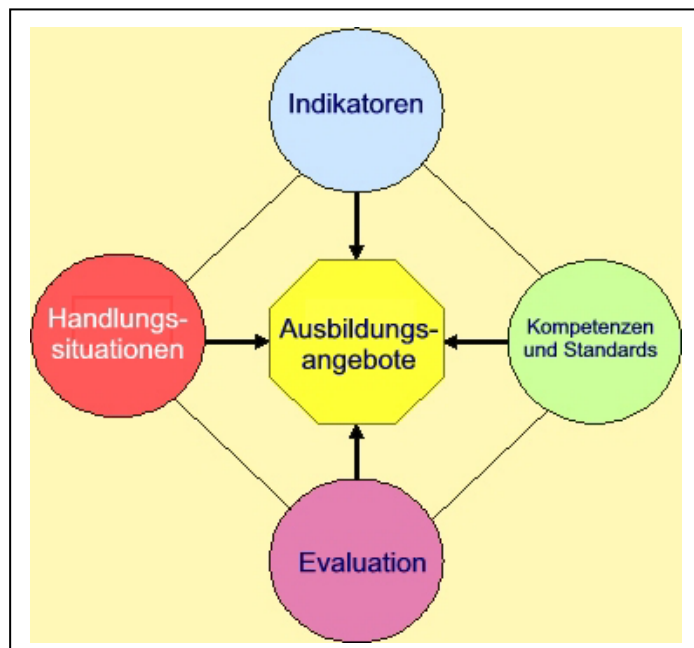 Indikatoren
Handlungs-
situationen
Ausbildungs-
angebote
Kompetenzen
und Standards
Evaluation